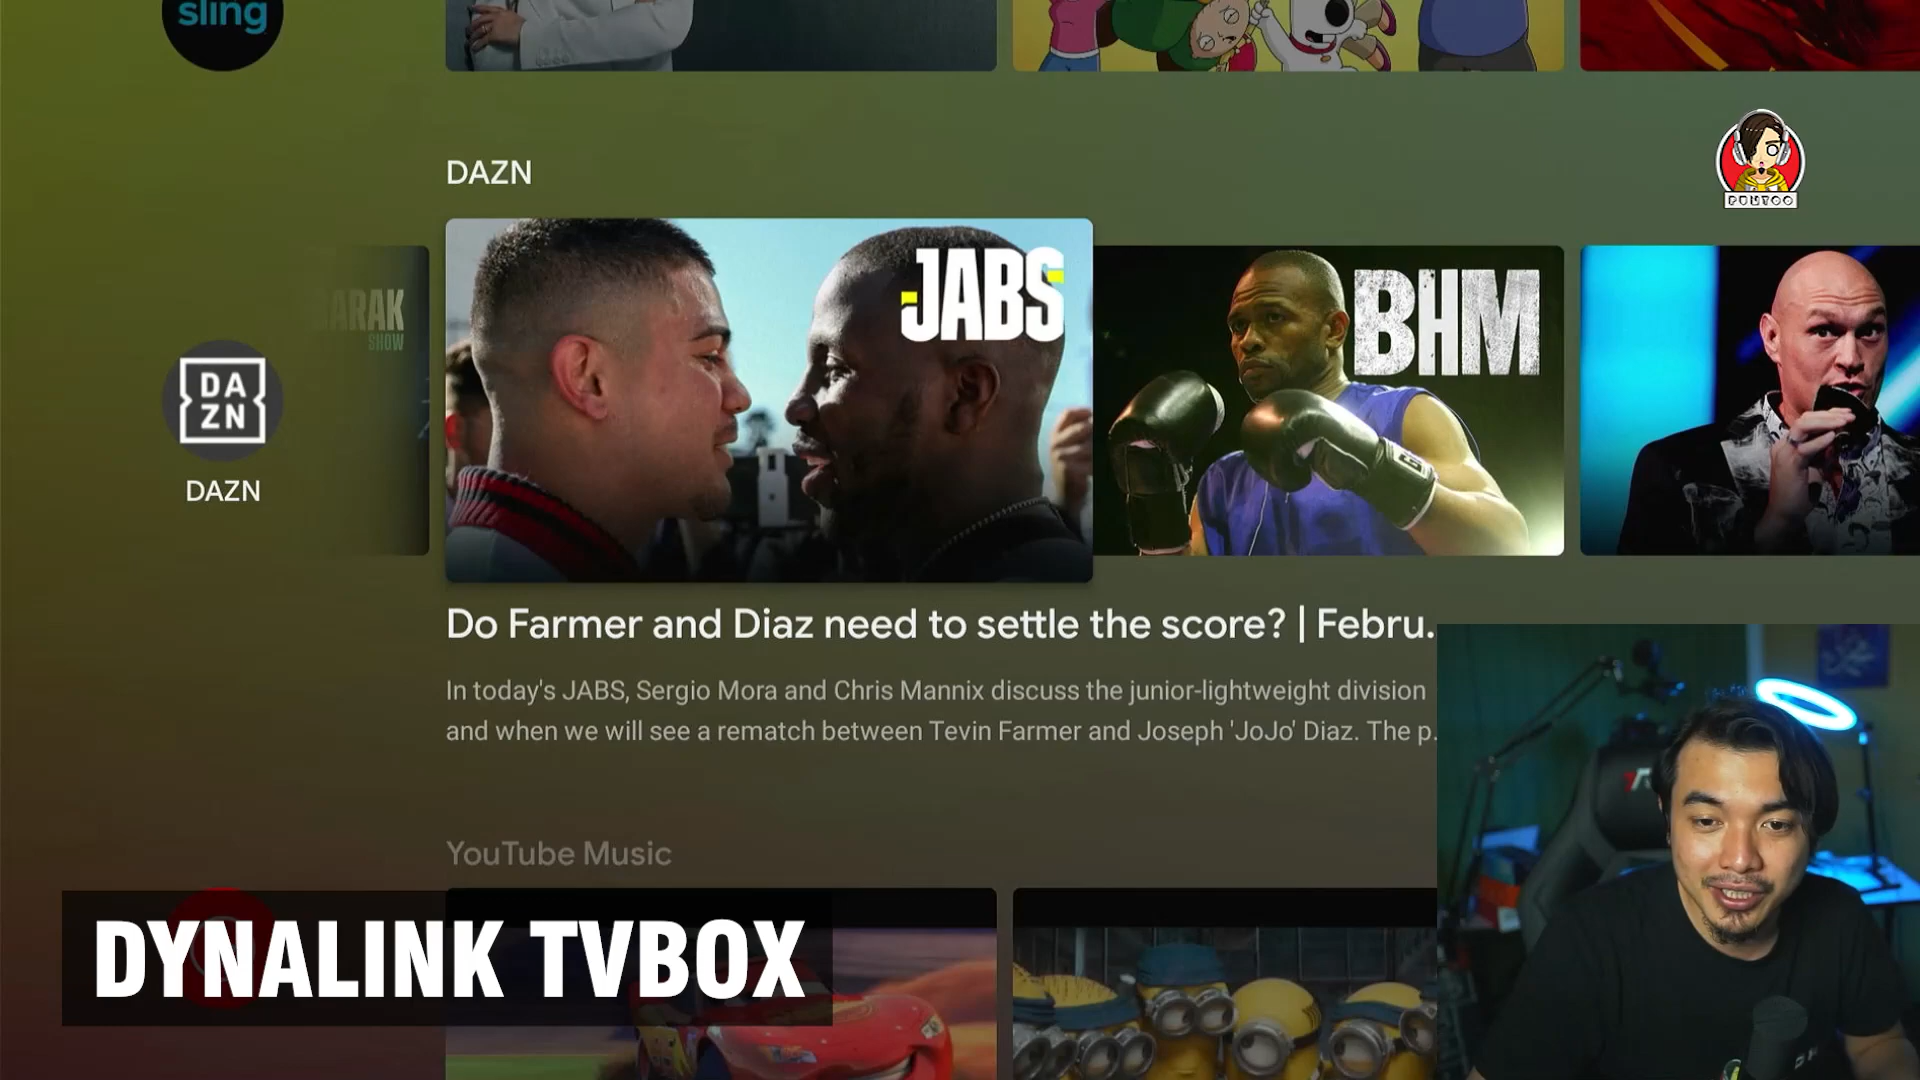 sling
DAZN
PUNTOO
JABS
BHM
ARAK
SHOW
DA
ZN
DAZN
Do Farmer and Diaz need to settle the score? | Febru.
In today's JABS, Sergio Mora and Chris Mannix discuss the junior-lightweight division
and when we will see a rematch between Tevin Farmer and Joseph 'JoJo' Diaz. The p.
YouTube Music
DYNALINK TVBOX